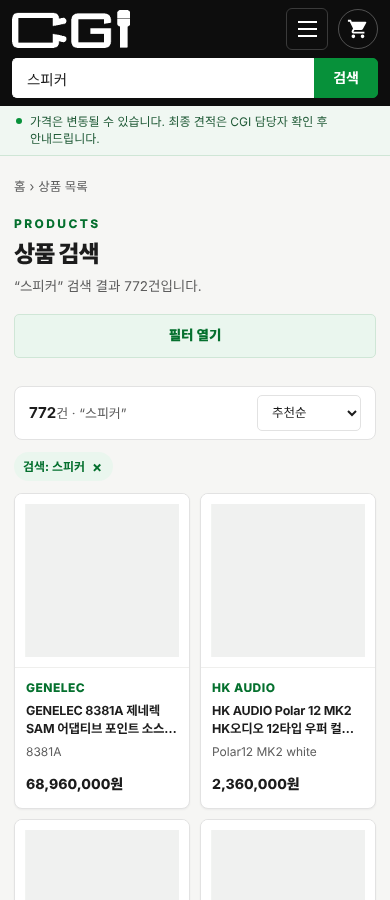 CGI
스피커
검색
가격은 변동될 수 있습니다. 최종 견적은 CGI 담당자 확인 후
안내드립니다.
홈 › 상품 목록
PRODUCTS
상품 검색
“스피커” 검색 결과 772건입니다.
필터 열기
772건 · “스피커”
추천순
검색: 스피커 ×
GENELEC
GENELEC 8381A 제네렉
SAM 어댑티브 포인트 소스…
8381A
68,960,000원
HK AUDIO
HK AUDIO Polar 12 MK2
HK오디오 12타입 우퍼 컬…
Polar12 MK2 white
2,360,000원